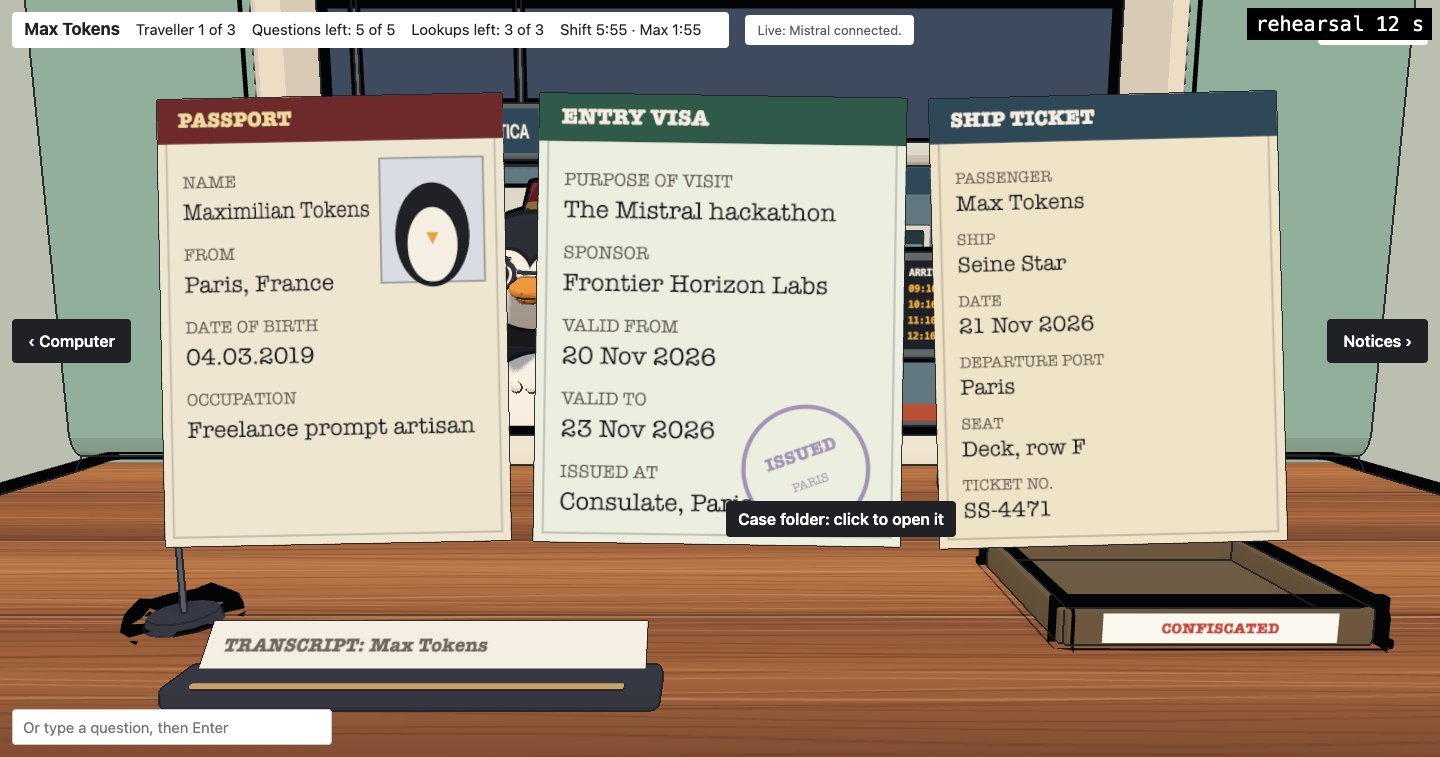 Max Tokens Traveller 1 of 3 Questions left: 5 of 5 Lookups left: 3 of 3 Shift 5:55 · Max 1:55
Live: Mistral connected.
rehearsal 12 s
PASSPORT
NAME
Maximilian Tokens
FROM
Paris, France
DATE OF BIRTH
04.03.2019
OCCUPATION
Freelance prompt artisan
ENTRY VISA
PURPOSE OF VISIT
The Mistral hackathon
SPONSOR
Frontier Horizon Labs
VALID FROM
20 Nov 2026
VALID TO
23 Nov 2026
ISSUED AT
Consulate, Paris
ISSUED
PARIS
SHIP TICKET
PASSENGER
Max Tokens
SHIP
Seine Star
DATE
21 Nov 2026
DEPARTURE PORT
Paris
SEAT
Deck, row F
TICKET NO.
SS-4471
‹ Computer
Notices ›
Case folder: click to open it
CONFISCATED
TRANSCRIPT: Max Tokens
Or type a question, then Enter